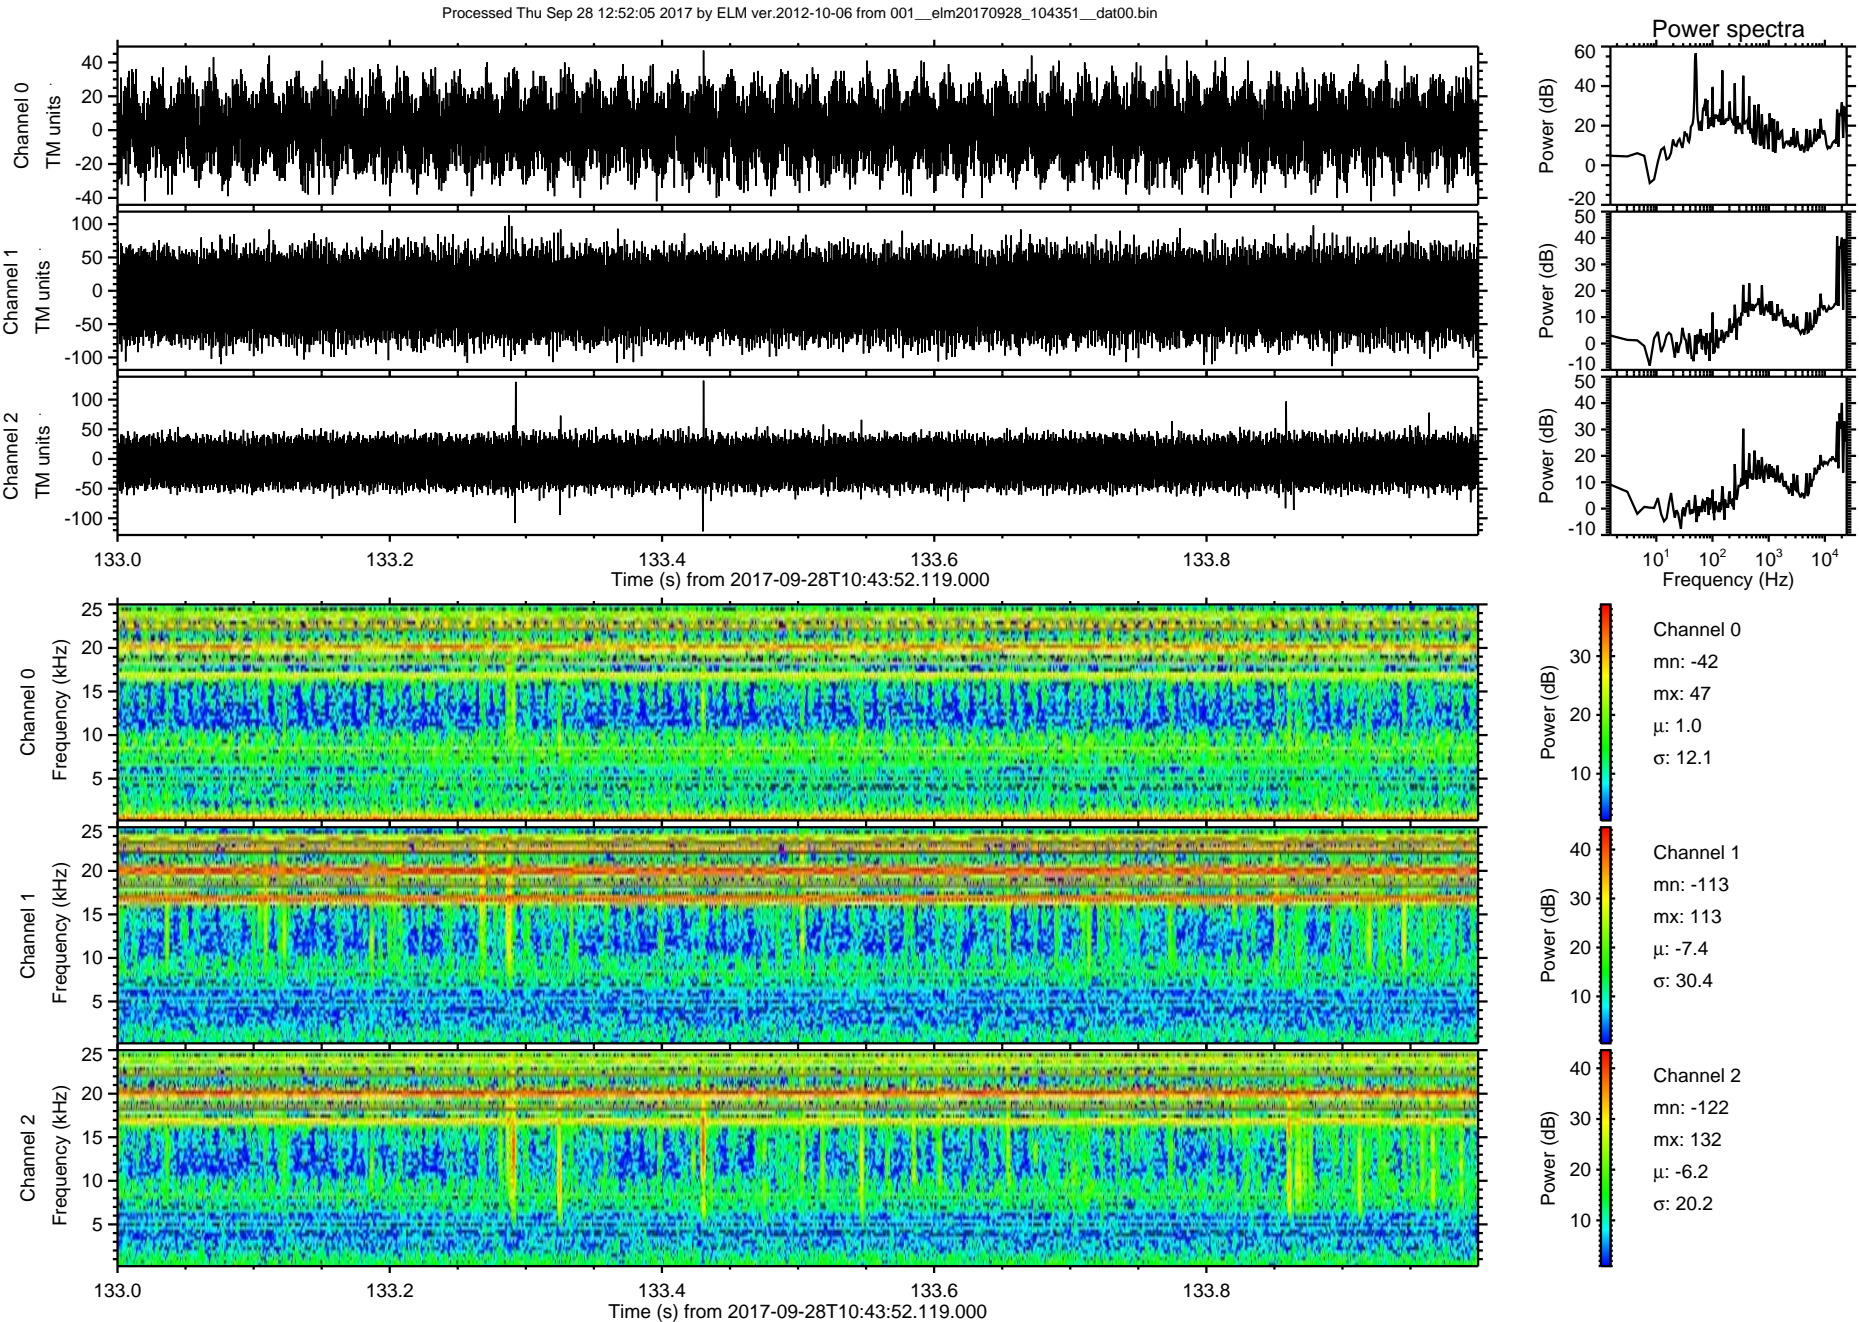 Processed Thu Sep 28 12:52:05 2017 by ELM ver.2012-10-06 from 001__elm20170928_104351__dat00.bin
Power spectra
Channel 0
TM units
40
20
0
-20
-40
Power (dB)
60
40
20
0
-20
Channel 1
TM units
100
50
0
-50
-100
Power (dB)
50
40
30
20
10
0
-10
Channel 2
TM units
100
50
0
-50
-100
Power (dB)
50
40
30
20
10
0
-10
133.0 133.2 133.4 133.6 133.8
Time (s) from 2017-09-28T10:43:52.119.000
10^1 10^2 10^3 10^4
Frequency (Hz)
Channel 0
Frequency (kHz)
25
20
15
10
5
Power (dB)
30
20
10
Channel 0
mn: -42
mx: 47
μ: 1.0
σ: 12.1
Channel 1
Frequency (kHz)
25
20
15
10
5
Power (dB)
40
30
20
10
Channel 1
mn: -113
mx: 113
μ: -7.4
σ: 30.4
Channel 2
Frequency (kHz)
25
20
15
10
5
Power (dB)
40
30
20
10
Channel 2
mn: -122
mx: 132
μ: -6.2
σ: 20.2
133.0 133.2 133.4 133.6 133.8
Time (s) from 2017-09-28T10:43:52.119.000